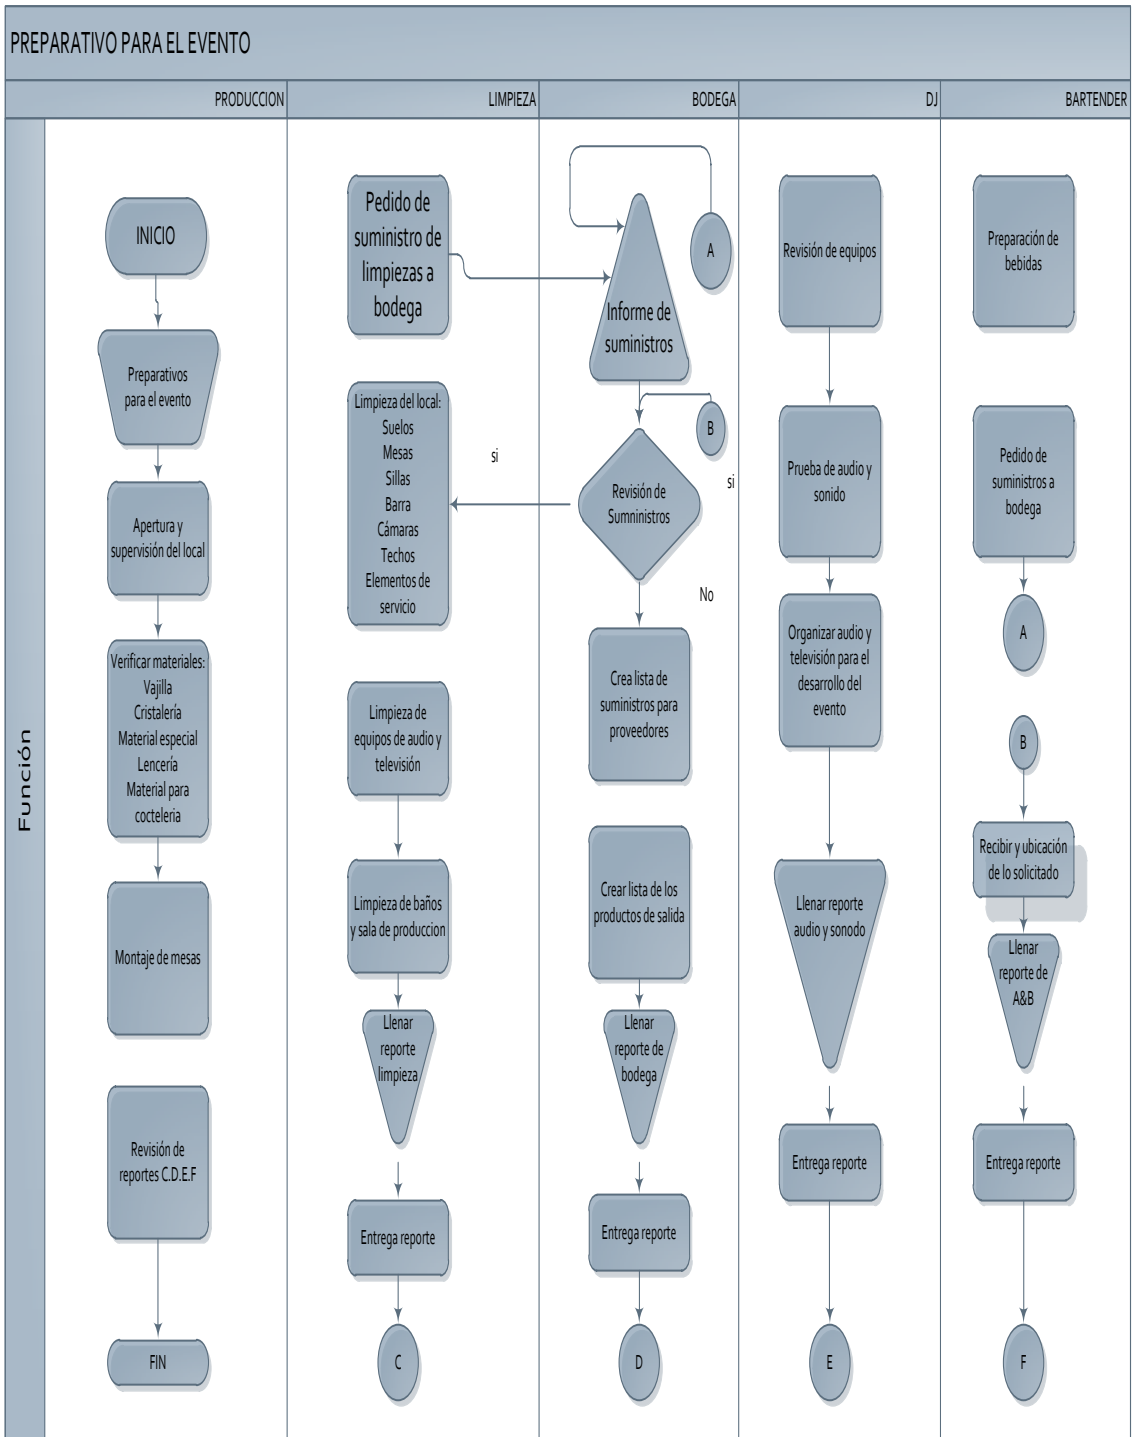 PREPARATIVO PARA EL EVENTO
PRODUCCION
LIMPIEZA
BODEGA
DJ
BARTENDER
Función
INICIO
Preparativos
para el evento
Apertura y
supervisión del local
Verificar materiales:
Vajilla
Cristalería
Material especial
Lencería
Material para
cocteleria
Montaje de mesas
Revisión de
reportes C.D.E.F
FIN
Pedido de
suministro de
limpiezas a
bodega
Limpieza del local:
Suelos
Mesas
Sillas
Barra
Cámaras
Techos
Elementos de
servicio
si
Limpieza de
equipos de audio y
televisión
Limpieza de baños
y sala de produccion
Llenar
reporte
limpieza
Entrega reporte
C
A
Informe de
suministros
B
si
Revisión de
Sumninistros
No
Crea lista de
suministros para
proveedores
Crear lista de los
productos de salida
Llenar
reporte de
bodega
Entrega reporte
D
Revisión de equipos
Prueba de audio y
sonido
Organizar audio y
televisión para el
desarrollo del
evento
Llenar reporte
audio y sonodo
Entrega reporte
E
Preparación de
bebidas
Pedido de
suministros a
bodega
A
B
Recibir y ubicación
de lo solicitado
Llenar
reporte de
A&B
Entrega reporte
F